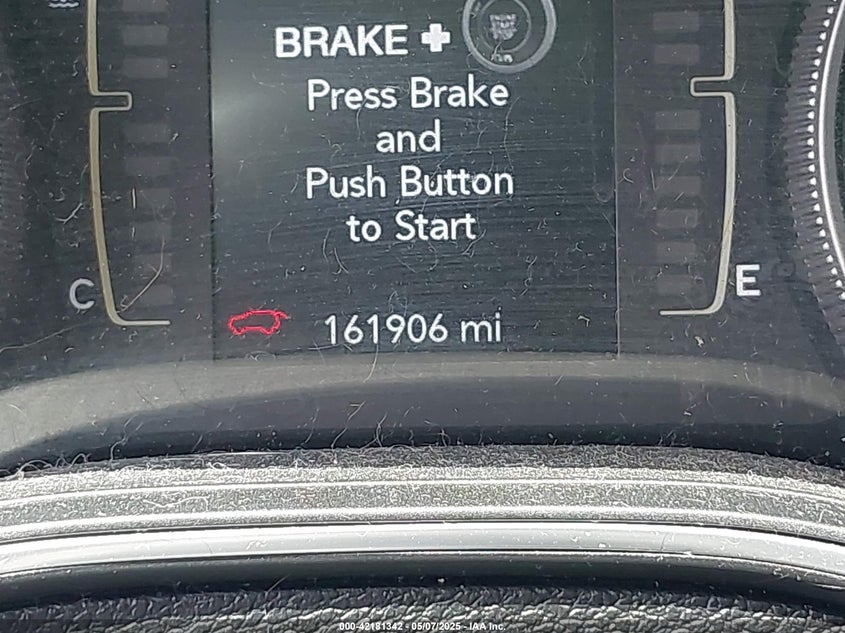 BRAKE +
Press Brake
and
Push Button
to Start
C
E
161906 mi
000-42181342 - 05/07/2025 - IAA Inc.